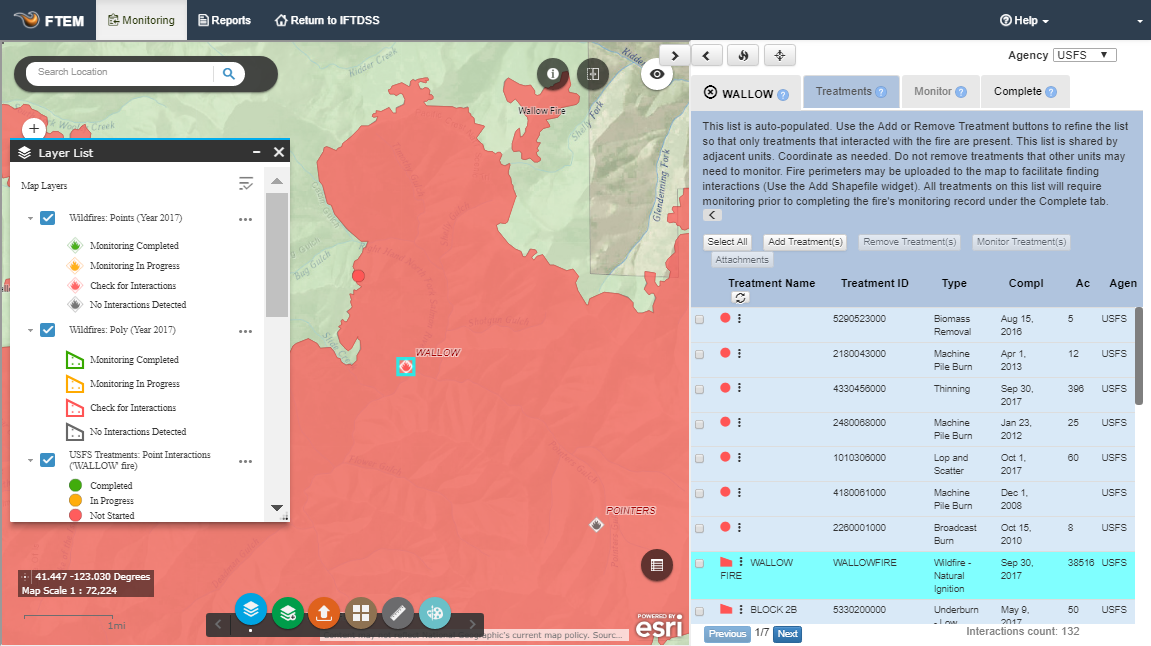 FTEM
Monitoring
Reports
Return to IFTDSS
Help
Search Location
Agency USFS
WALLOW
Treatments
Monitor
Complete
This list is auto-populated. Use the Add or Remove Treatment buttons to refine the list
so that only treatments that interacted with the fire are present. This list is shared by
adjacent units. Coordinate as needed. Do not remove treatments that other units may
need to monitor. Fire perimeters may be uploaded to the map to facilitate finding
interactions (Use the Add Shapefile widget). All treatments on this list will require
monitoring prior to completing the fire's monitoring record under the Complete tab.
Select All
Add Treatment(s)
Remove Treatment(s)
Monitor Treatment(s)
Attachments
Treatment Name Treatment ID Type Compl Ac Agen
5290523000 Biomass Removal Aug 15, 2016 5 USFS
2180043000 Machine Pile Burn Apr 1, 2013 12 USFS
4330456000 Thinning Sep 30, 2017 396 USFS
2480068000 Machine Pile Burn Jan 23, 2012 25 USFS
1010306000 Lop and Scatter Oct 1, 2017 60 USFS
4180061000 Machine Pile Burn Dec 1, 2008 USFS
2260001000 Broadcast Burn Oct 15, 2010 8 USFS
WALLOW FIRE WALLOWFIRE Wildfire - Natural Ignition Sep 30, 2017 38516 USFS
BLOCK 2B 5330200000 Underburn - Low May 9, 2017 50 USFS
Previous 1/7 Next
Interactions count: 132
Layer List
Map Layers
Wildfires: Points (Year 2017)
Monitoring Completed
Monitoring In Progress
Check for Interactions
No Interactions Detected
Wildfires: Poly (Year 2017)
Monitoring Completed
Monitoring In Progress
Check for Interactions
No Interactions Detected
USFS Treatments: Point Interactions
('WALLOW' fire)
Completed
In Progress
Not Started
Ridder Creek
Wallow Fire
Shelly Fork
Glendenning Fork
WALLOW
POINTERS
41.447 -123.030 Degrees
Map Scale 1 : 72,224
1mi
POWERED BY
esri